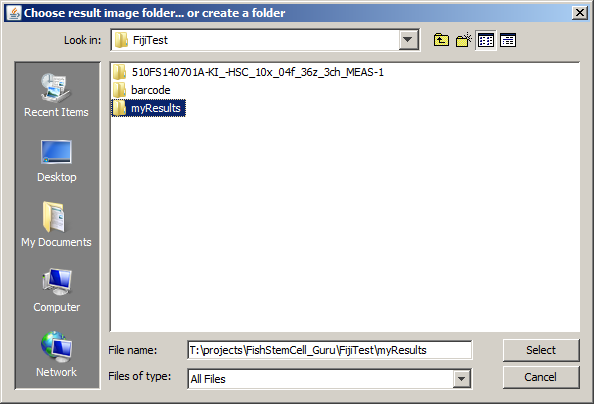 Choose result image folder... or create a folder
Look in: FijiTest
510FS140701A-KI_-HSC_10x_04f_36z_3ch_MEAS-1
barcode
myResults
Recent Items
Desktop
My Documents
Computer
Network
File name: T:\projects\FishStemCell_Guru\FijiTest\myResults Select
Files of type: All Files Cancel